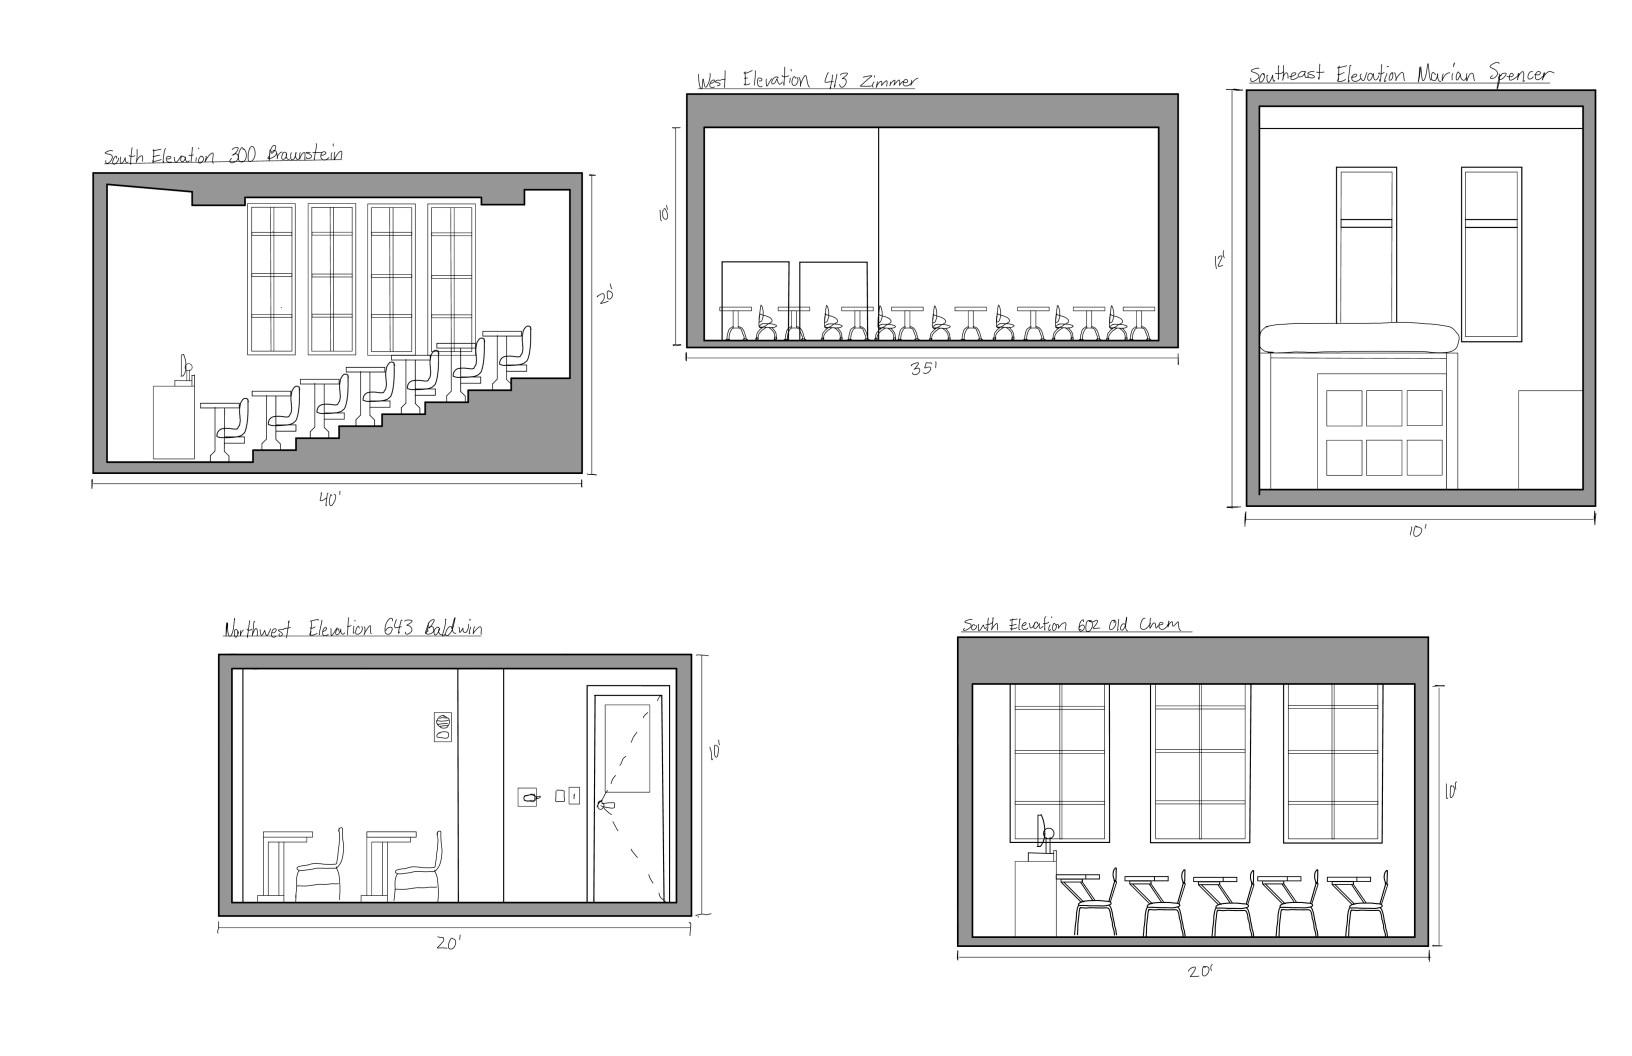 South Elevation 300 Braunstein
20'
40'
West Elevation 413 Zimmer
10'
35'
Southeast Elevation Marian Spencer
12'
10'
Northwest Elevation 643 Baldwin
10'
20'
South Elevation 602 Old Chem
10'
20'